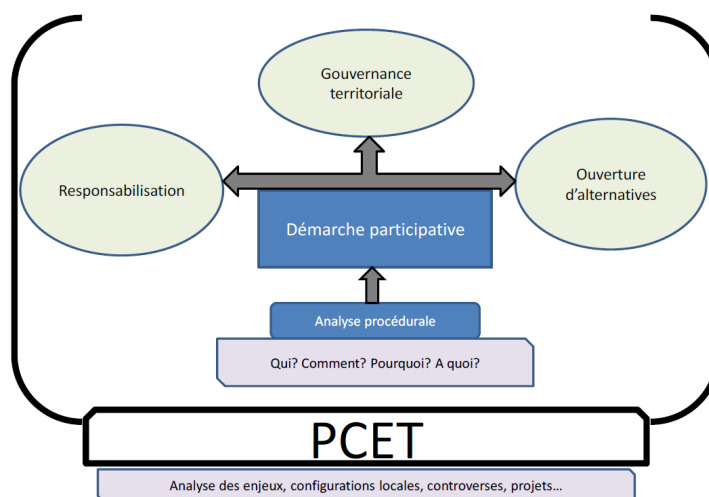 Gouvernance
territoriale
Responsabilisation
Ouverture
d'alternatives
Démarche participative
Analyse procédurale
Qui? Comment? Pourquoi? A quoi?
PCET
Analyse des enjeux, configurations locales, controverses, projets…